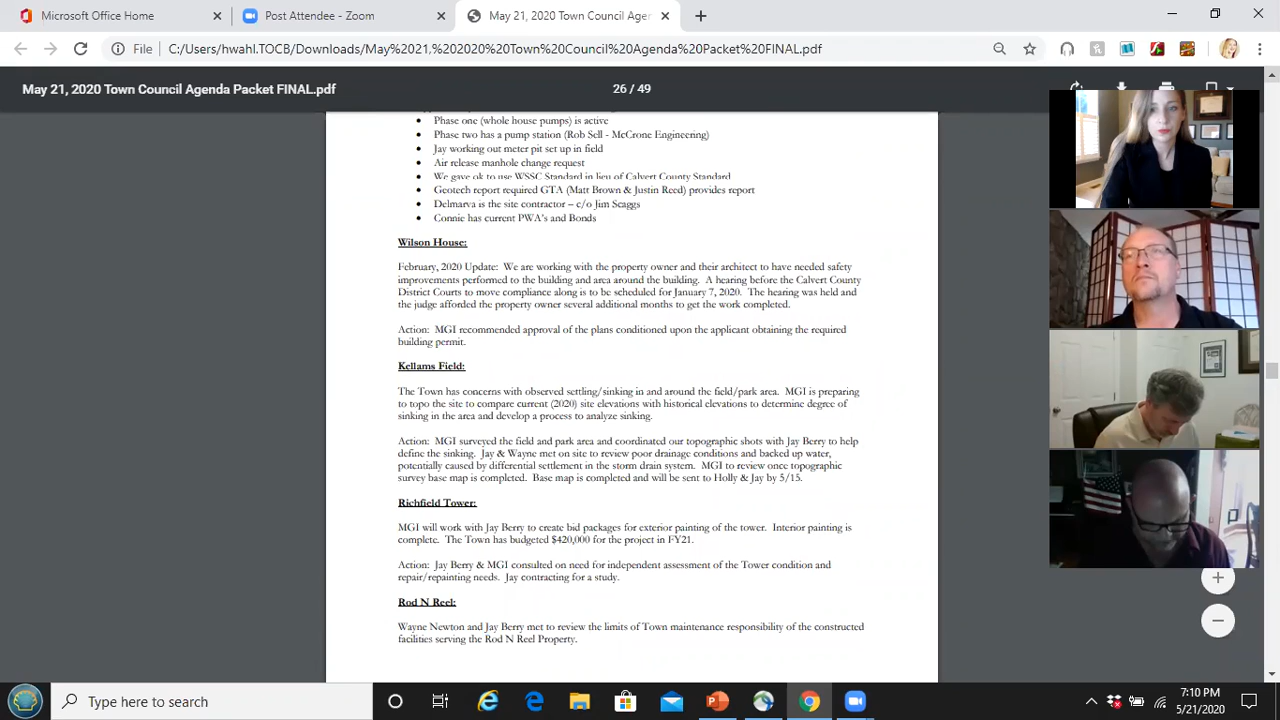 Microsoft Office Home
Post Attendee - Zoom
May 21, 2020 Town Council Agen
File
C:/Users/hwahl.TOCB/Downloads/May%2021,%202020%20Town%20Council%20Agenda%20Packet%20FINAL.pdf
May 21, 2020 Town Council Agenda Packet FINAL.pdf
26 / 49
• Phase one (whole house pumps) is active
• Phase two has a pump station (Rob Sell - McCrone Engineering)
• Jay working out meter pit set up in field
• Air release manhole change request
• We gave ok to use WSSC Standard in lieu of Calvert County Standard
• Geotech report required GTA (Matt Brown & Justin Reed) provides report
• Delmarva is the site contractor – c/o Jim Scaggs
• Connie has current PWA's and Bonds
Wilson House:
February, 2020 Update: We are working with the property owner and their architect to have needed safety
improvements performed to the building and area around the building. A hearing before the Calvert County
District Courts to move compliance along is to be scheduled for January 7, 2020. The hearing was held and
the judge afforded the property owner several additional months to get the work completed.
Action: MGI recommended approval of the plans conditioned upon the applicant obtaining the required
building permit.
Kellams Field:
The Town has concerns with observed settling/sinking in and around the field/park area. MGI is preparing
to topo the site to compare current (2020) site elevations with historical elevations to determine degree of
sinking in the area and develop a process to analyze sinking.
Action: MGI surveyed the field and park area and coordinated our topographic shots with Jay Berry to help
define the sinking. Jay & Wayne met on site to review poor drainage conditions and backed up water,
potentially caused by differential settlement in the storm drain system. MGI to review once topographic
survey base map is completed. Base map is completed and will be sent to Holly & Jay by 5/15.
Richfield Tower:
MGI will work with Jay Berry to create bid packages for exterior painting of the tower. Interior painting is
complete. The Town has budgeted $420,000 for the project in FY21.
Action: Jay Berry & MGI consulted on need for independent assessment of the Tower condition and
repair/repainting needs. Jay contracting for a study.
Rod N Reel:
Wayne Newton and Jay Berry met to review the limits of Town maintenance responsibility of the constructed
facilities serving the Rod N Reel Property.
Type here to search
7:10 PM
5/21/2020